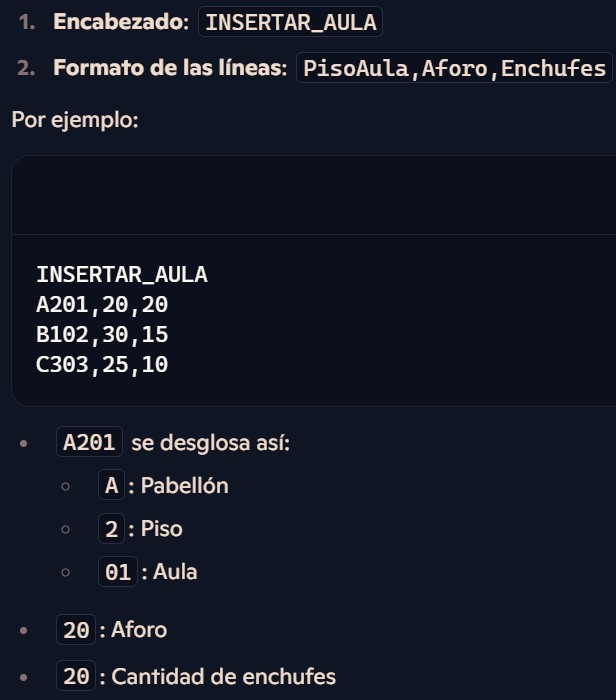 1. Encabezado: INSERTAR_AULA
2. Formato de las líneas: PisoAula,Aforo,Enchufes
Por ejemplo:
INSERTAR_AULA
A201,20,20
B102,30,15
C303,25,10
• A201 se desglosa así:
○ A : Pabellón
○ 2 : Piso
○ 01 : Aula
• 20 : Aforo
• 20 : Cantidad de enchufes